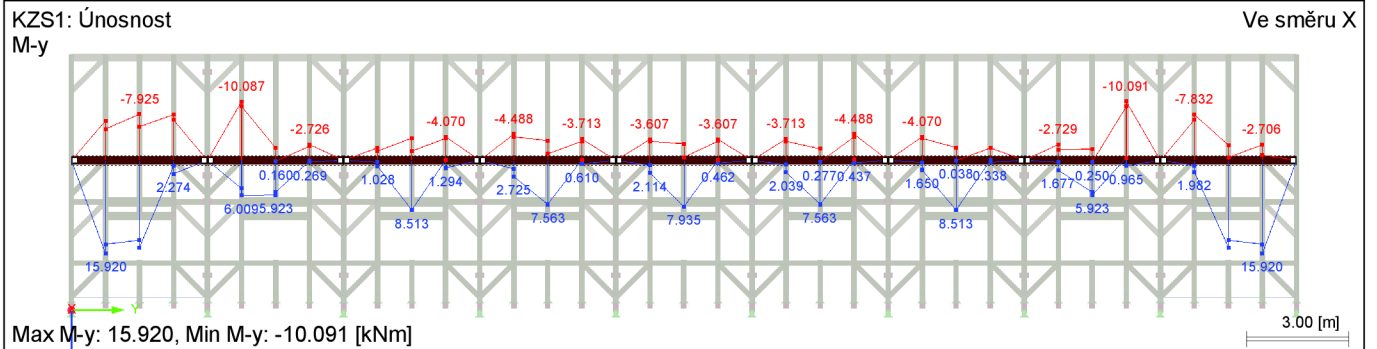 KZS1: Únosnost Ve směru X
M-y
-10.087 -10.091
-7.925 -7.832
-4.488 -4.488
-4.070 -4.070
-2.726 -3.713 -3.607 -3.607 -3.713 -2.729 -2.706
2.274 0.160 0.269 1.028 1.294 2.725 0.610 2.114 0.462 2.039 0.277 0.437 1.650 0.038 0.338 1.677 0.250 0.965 1.982
6.009 5.923 8.513 7.563 7.935 7.563 8.513 5.923
15.920 15.920
X Y
Max M-y: 15.920, Min M-y: -10.091 [kNm] 3.00 [m]